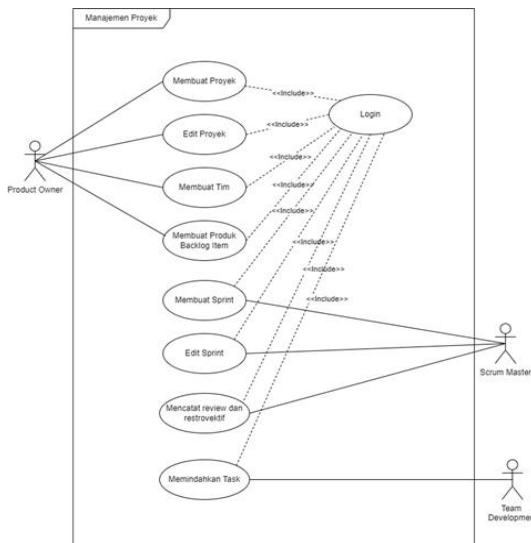 Manajemen Proyek
Membuat Proyek
<<Include>>
Login
Edit Proyek
<<Include>>
Product Owner
<<Include>>
Membuat Tim
<<Include>>
<<Include>>
Membuat Produk
Backlog Item
<<Include>>
<<Include>>
Membuat Sprint
<<Include>>
Edit Sprint
Scrum Master
Mencatat review dan
restrovektif
Memindahkan Task
Team
Development